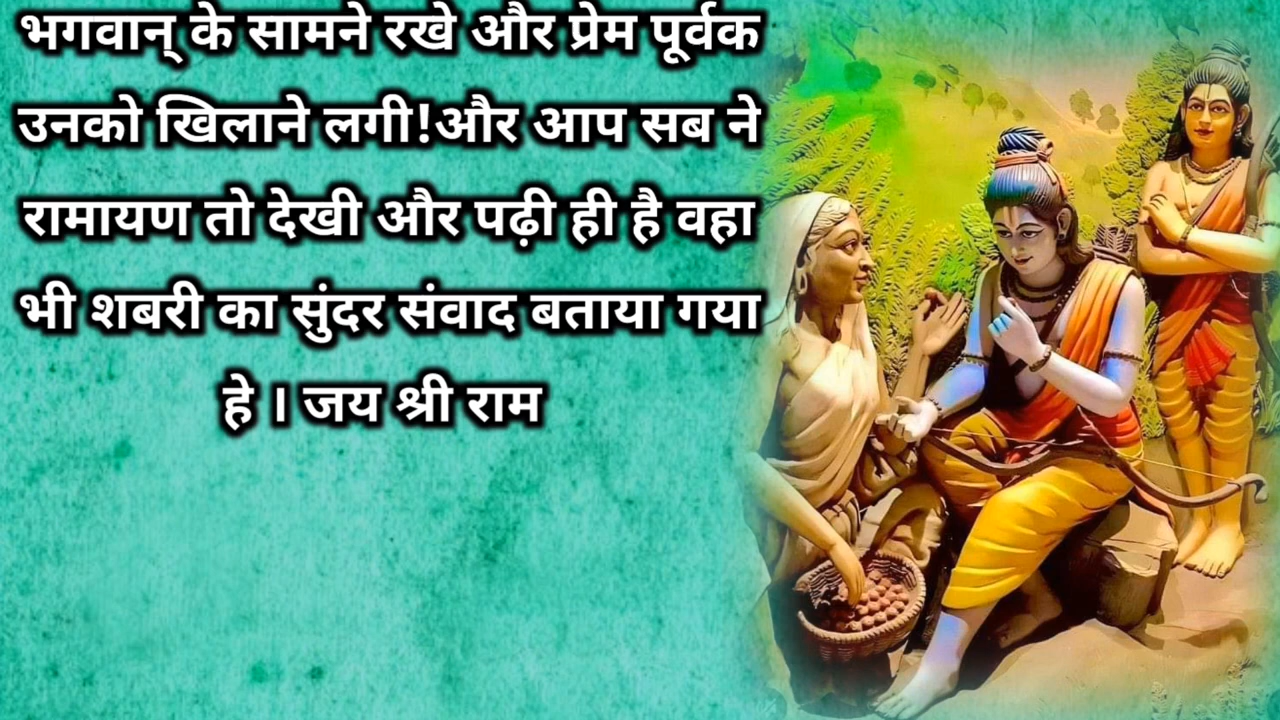 भगवान् के सामने रखे और प्रेम पूर्वक
उनको खिलाने लगी!और आप सब ने
रामायण तो देखी और पढ़ी ही है वहा
भी शबरी का सुंदर संवाद बताया गया
हे । जय श्री राम